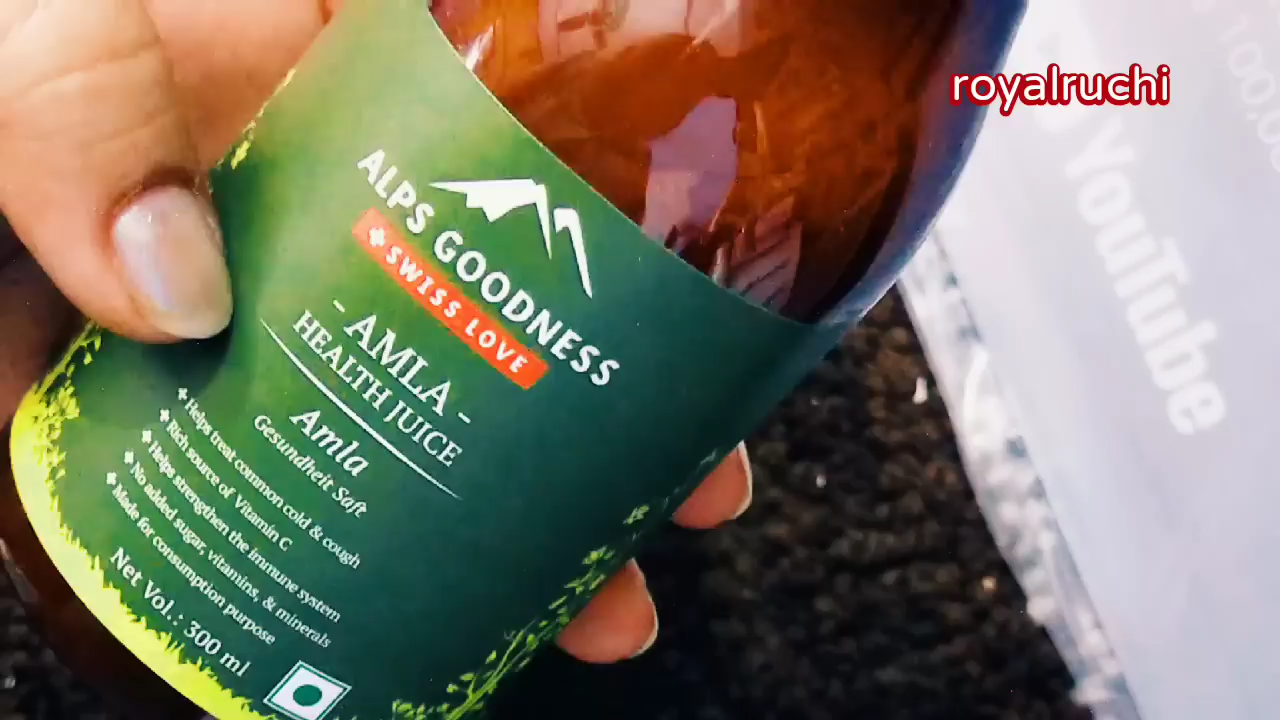 royalruchi
ALPS GOODNESS
SWISS LOVE
- AMLA -
HEALTH JUICE
Amla
Gesundheit Saft
Helps treat common cold & cough
Rich source of Vitamin C
Helps strengthen the immune system
No added sugar, vitamins, & minerals
Made for consumption purpose
Net Vol.: 300 ml
YouTube